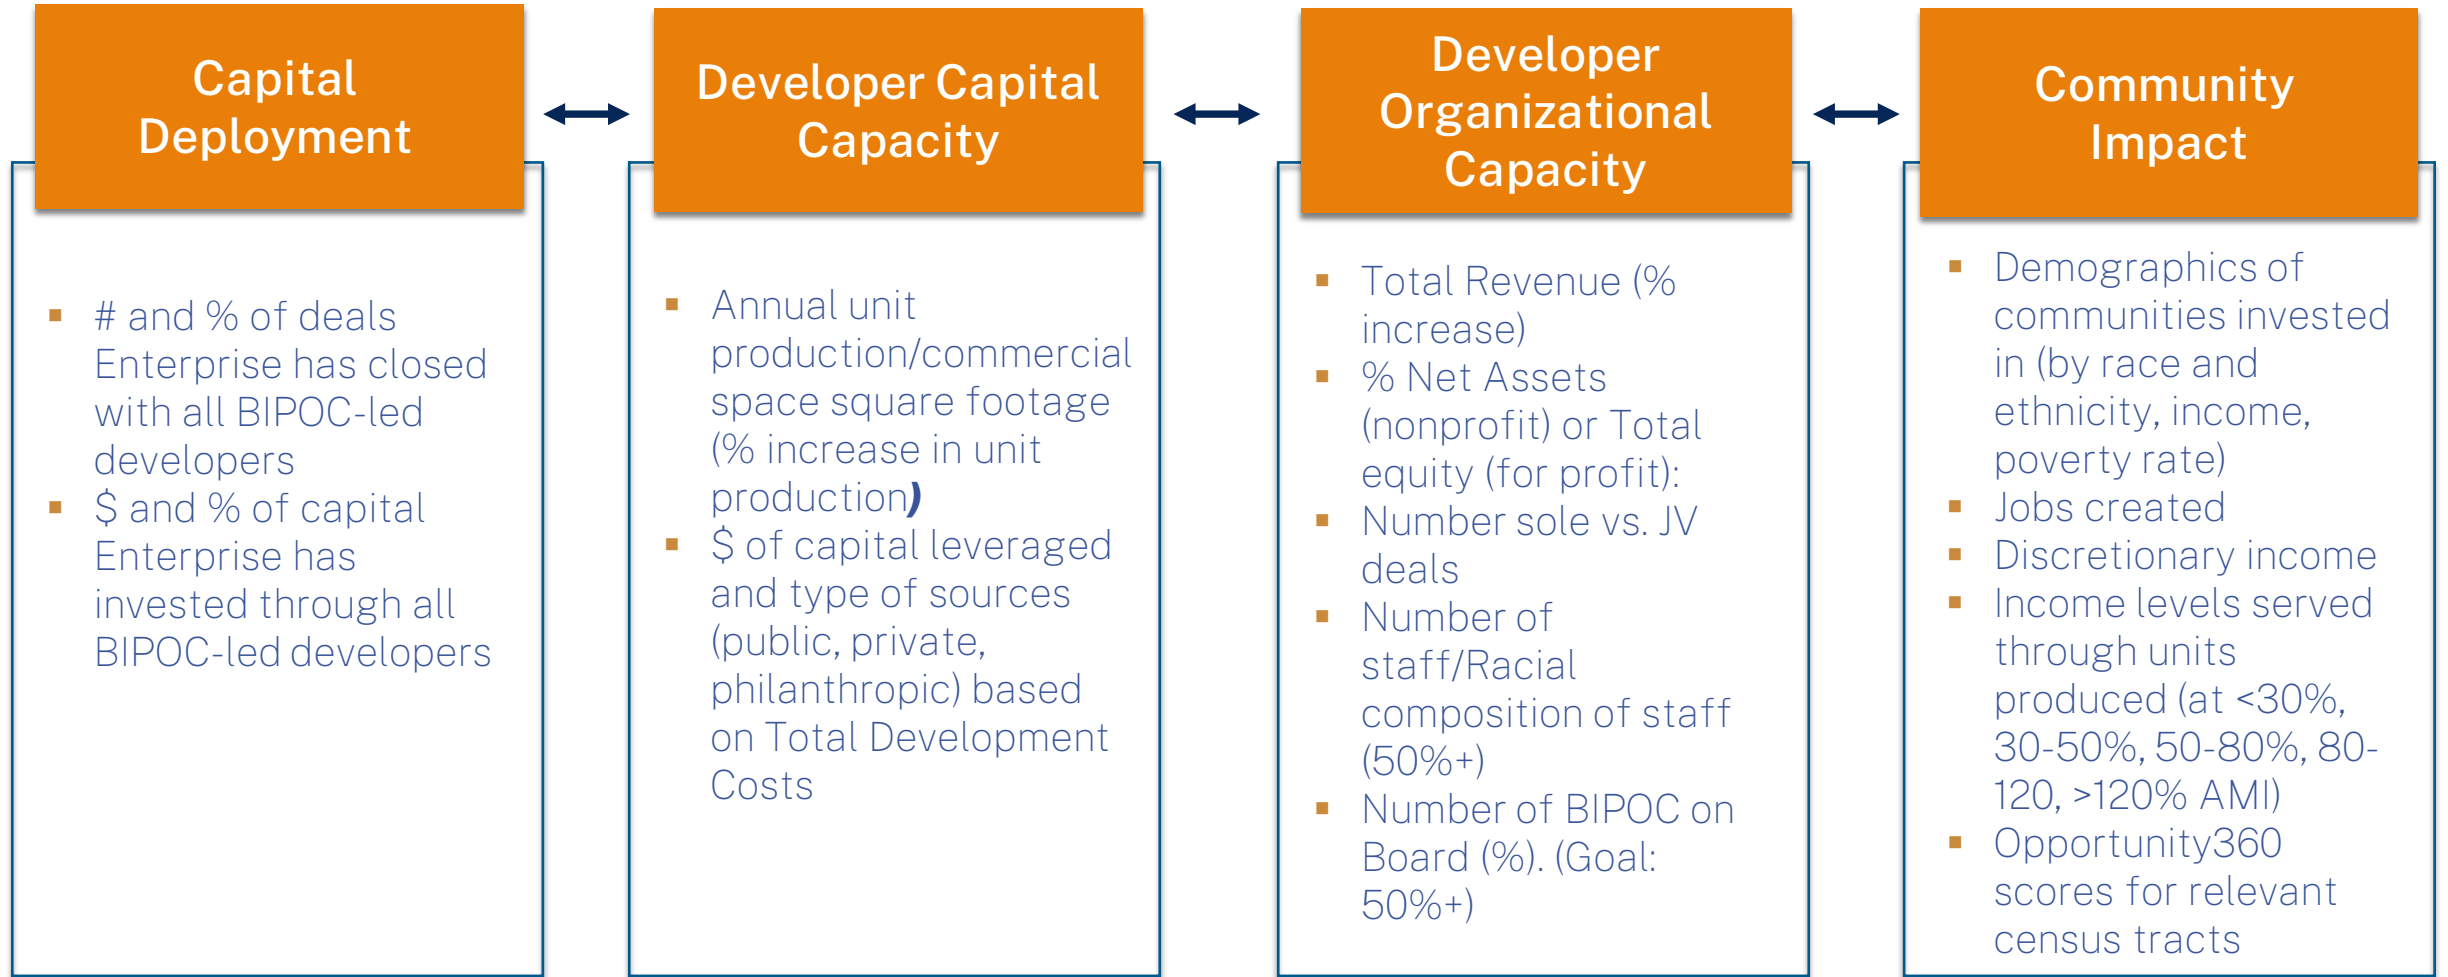 Capital
Deployment
▪ # and % of deals
Enterprise has closed
with all BIPOC-led
developers
▪ $ and % of capital
Enterprise has
invested through all
BIPOC-led developers
Developer Capital
Capacity
▪ Annual unit
production/commercial
space square footage
(% increase in unit
production)
▪ $ of capital leveraged
and type of sources
(public, private,
philanthropic) based
on Total Development
Costs
Developer
Organizational
Capacity
▪ Total Revenue (%
increase)
▪ % Net Assets
(nonprofit) or Total
equity (for profit):
▪ Number sole vs. JV
deals
▪ Number of
staff/Racial
composition of staff
(50%+)
▪ Number of BIPOC on
Board (%). (Goal:
50%+)
Community
Impact
▪ Demographics of
communities invested
in (by race and
ethnicity, income,
poverty rate)
▪ Jobs created
▪ Discretionary income
▪ Income levels served
through units
produced (at <30%,
30-50%, 50-80%, 80-
120, >120% AMI)
▪ Opportunity360
scores for relevant
census tracts